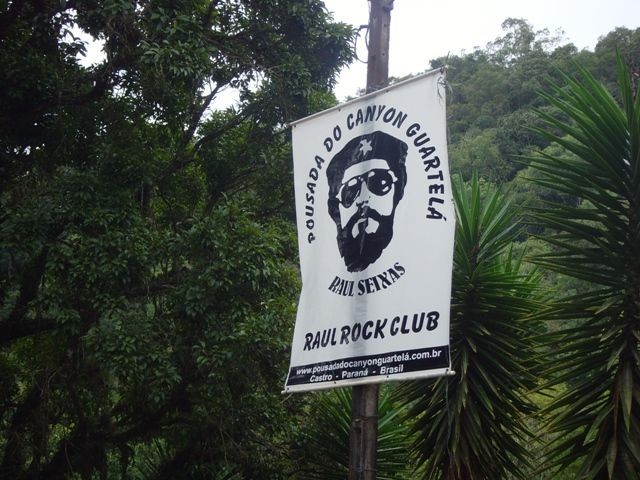 POUSADA DO CANYON GUARTELÁ
RAUL SEIXAS
RAUL ROCK CLUB
www.pousadadocanyonguartelá.com.br
Castro - Paraná - Brasil